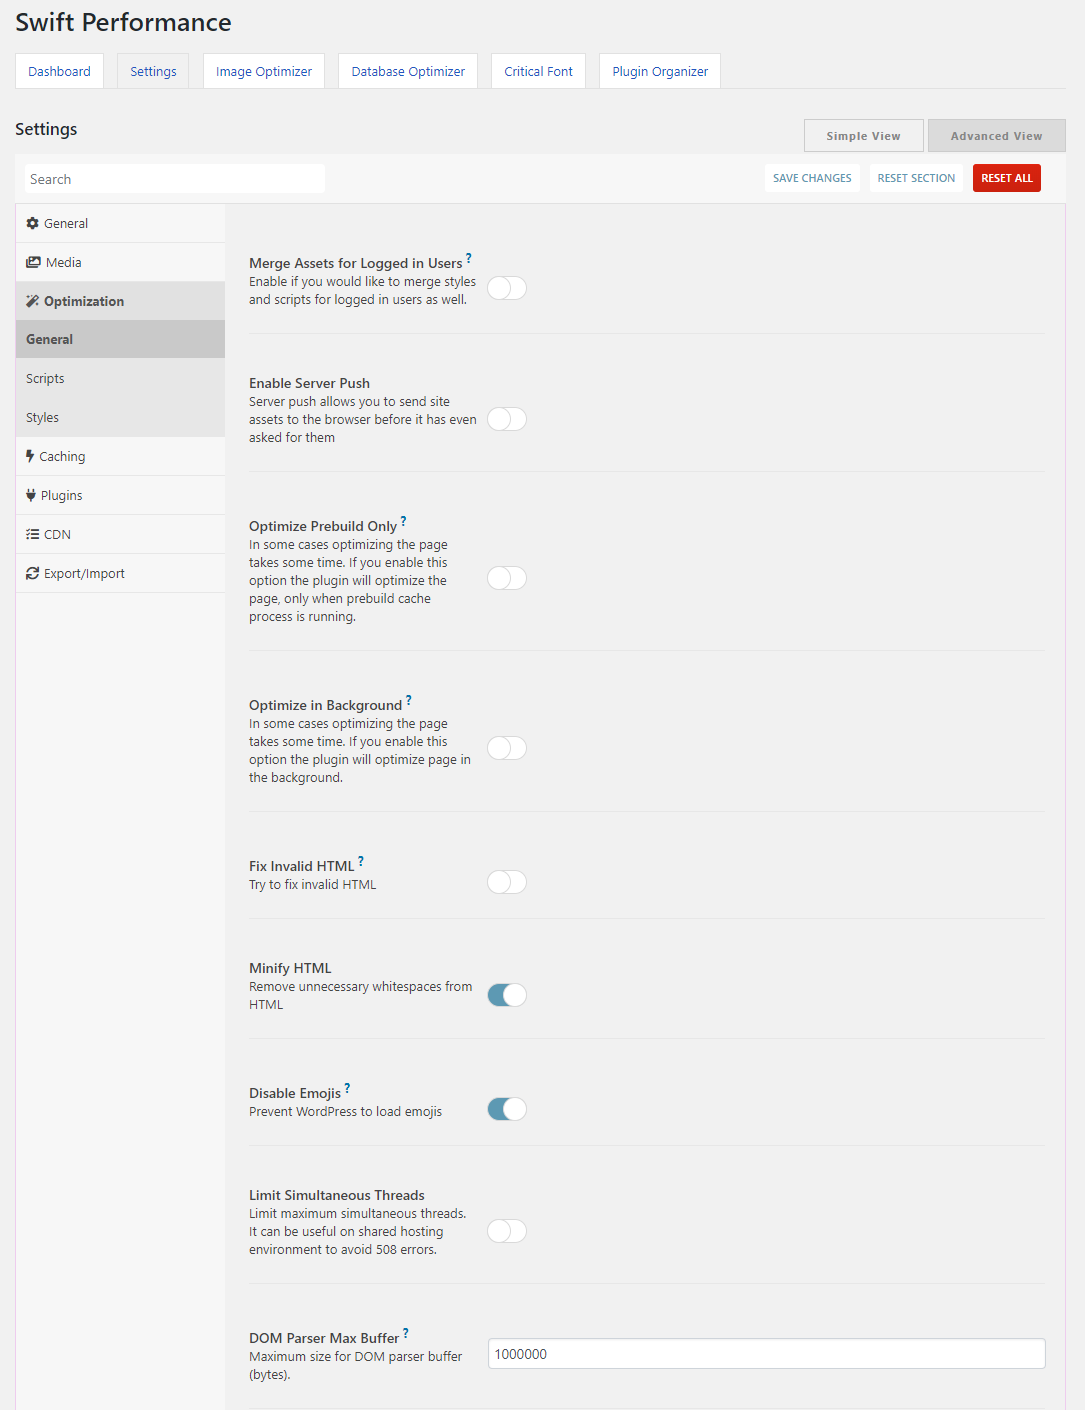 Swift Performance
Dashboard
Settings
Image Optimizer
Database Optimizer
Critical Font
Plugin Organizer
Settings
Simple View
Advanced View
Search
SAVE CHANGES
RESET SECTION
RESET ALL
General
Media
Optimization
General
Scripts
Styles
Caching
Plugins
CDN
Export/Import
Merge Assets for Logged in Users ?
Enable if you would like to merge styles
and scripts for logged in users as well.
Enable Server Push
Server push allows you to send site
assets to the browser before it has even
asked for them
Optimize Prebuild Only ?
In some cases optimizing the page
takes some time. If you enable this
option the plugin will optimize the
page, only when prebuild cache
process is running.
Optimize in Background ?
In some cases optimizing the page
takes some time. If you enable this
option the plugin will optimize page in
the background.
Fix Invalid HTML ?
Try to fix invalid HTML
Minify HTML
Remove unnecessary whitespaces from
HTML
Disable Emojis ?
Prevent WordPress to load emojis
Limit Simultaneous Threads
Limit maximum simultaneous threads.
It can be useful on shared hosting
environment to avoid 508 errors.
DOM Parser Max Buffer ?
Maximum size for DOM parser buffer
(bytes).
1000000